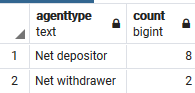 agenttype count
text bigint
1 Net depositor 8
2 Net withdrawer 2